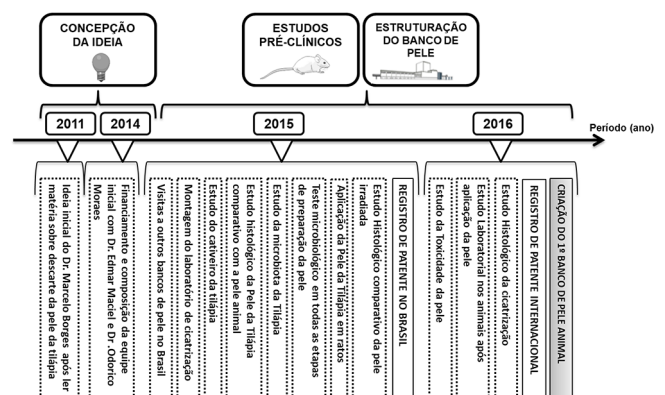 CONCEPÇÃO
DA IDEIA
ESTUDOS
PRÉ-CLÍNICOS
ESTRUTURAÇÃO
DO BANCO DE
PELE
2011
2014
2015
2016
Período (ano)
Ideia inicial do Dr. Marcelo Borges após ler
matéria sobre descarte da pele da tilápia
Financiamento e composição da equipe
inicial com Dr. Edmar Maciel e Dr .Odorico
Moraes
Visitas a outros bancos de pele no Brasil
Montagem do laboratório de cicatrização
Estudo do cativeiro da tilápia
Estudo histológico da Pele da Tilápia
comparativo com a pele animal
Estudo da microbiota da Tilápia
Teste microbiológico em todas as etapas
de preparação da pele
Aplicação da Pele da Tilápia em ratos
Estudo Histológico comparativo da pele
irradiada
REGISTRO DE PATENTE NO BRASIL
Estudo da Toxicidade da pele
Estudo Laboratorial nos animais após
aplicação da pele
Estudo Histológico da cicatrização
REGISTRO DE PATENTE INTERNACIONAL
CRIAÇÃO DO 1º BANCO DE PELE ANIMAL